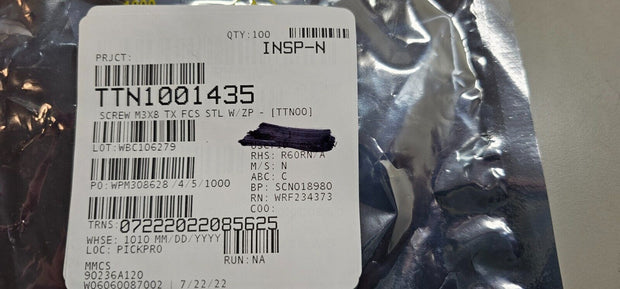 QTY:100
INSP-N
PRJCT:
TTN1001435
SCREW M3X8 TX FCS STL W/ZP - [TTN00]
LOT:WBC106279
RHS: R60RN/A
M/S: N
ABC: C
PO:WPM308628/4/5/1000
BP: SCN018980
RN: WRF234373
COO:
TRNS:07222022085625
WHSE: 1010 MM/DD/YYYY
LOC: PICKPRO
RUN:NA
MMCS
90236A120
W06060087002 | 7/22/22